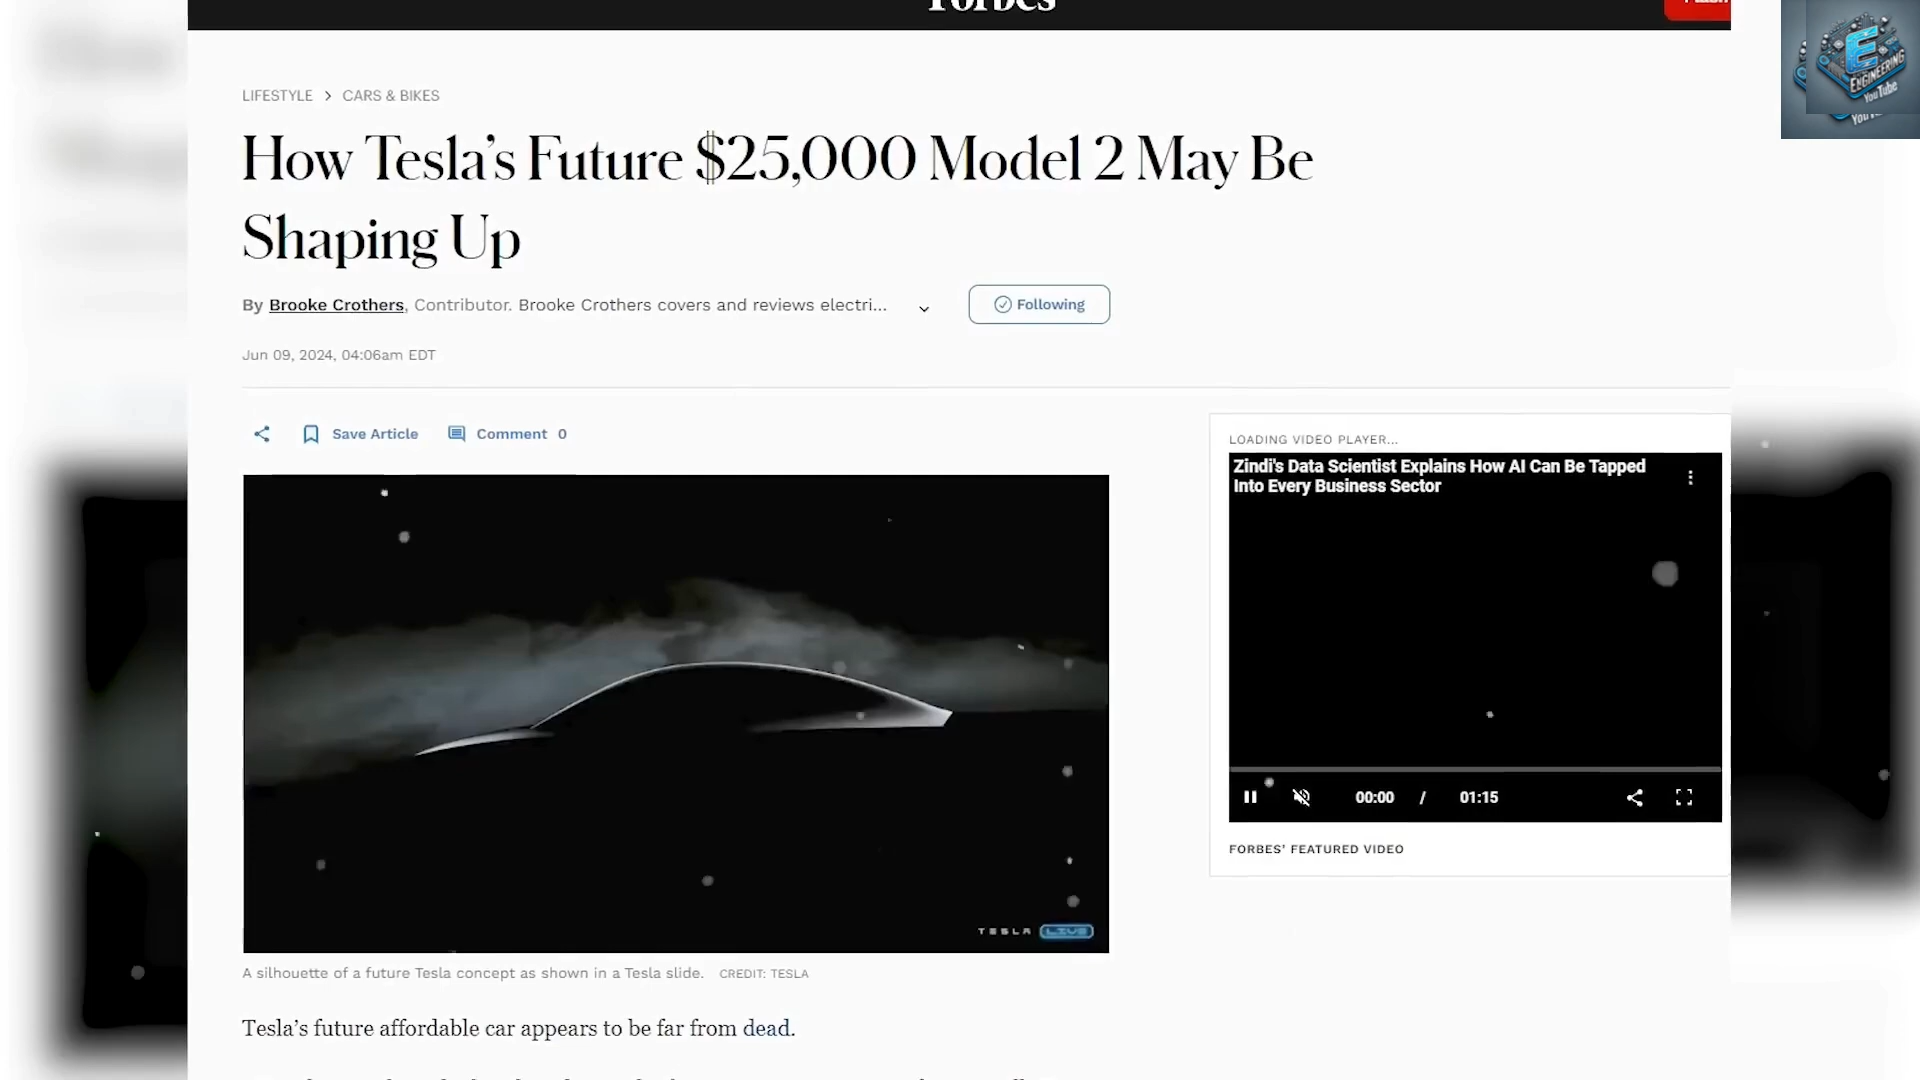 Forbes
LIFESTYLE > CARS & BIKES
How Tesla's Future $25,000 Model 2 May Be
Shaping Up
By Brooke Crothers, Contributor. Brooke Crothers covers and reviews electri...
Following
Jun 09, 2024, 04:06am EDT
Save Article
Comment 0
LOADING VIDEO PLAYER...
Zindi's Data Scientist Explains How AI Can Be Tapped
Into Every Business Sector
00:00 / 01:15
FORBES' FEATURED VIDEO
TESLA LIVE
A silhouette of a future Tesla concept as shown in a Tesla slide. CREDIT: TESLA
Tesla's future affordable car appears to be far from dead.
E
ENGINEERING
YouTube